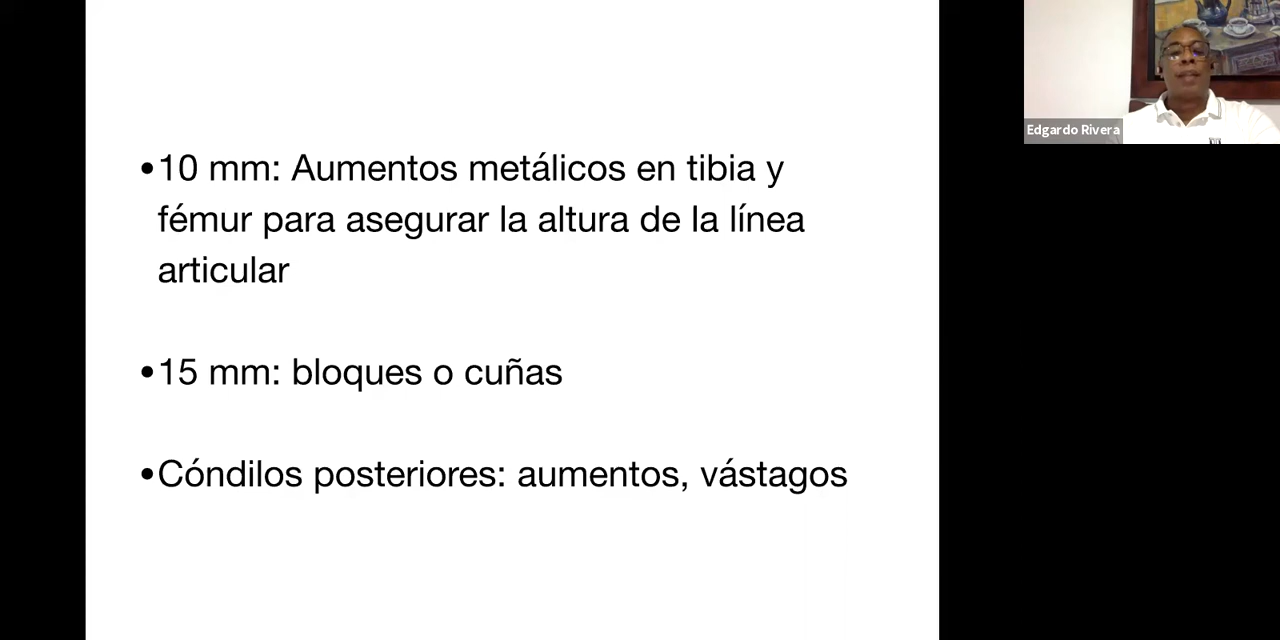 •10 mm: Aumentos metálicos en tibia y
fémur para asegurar la altura de la línea
articular
•15 mm: bloques o cuñas
•Cóndilos posteriores: aumentos, vástagos
Edgardo Rivera